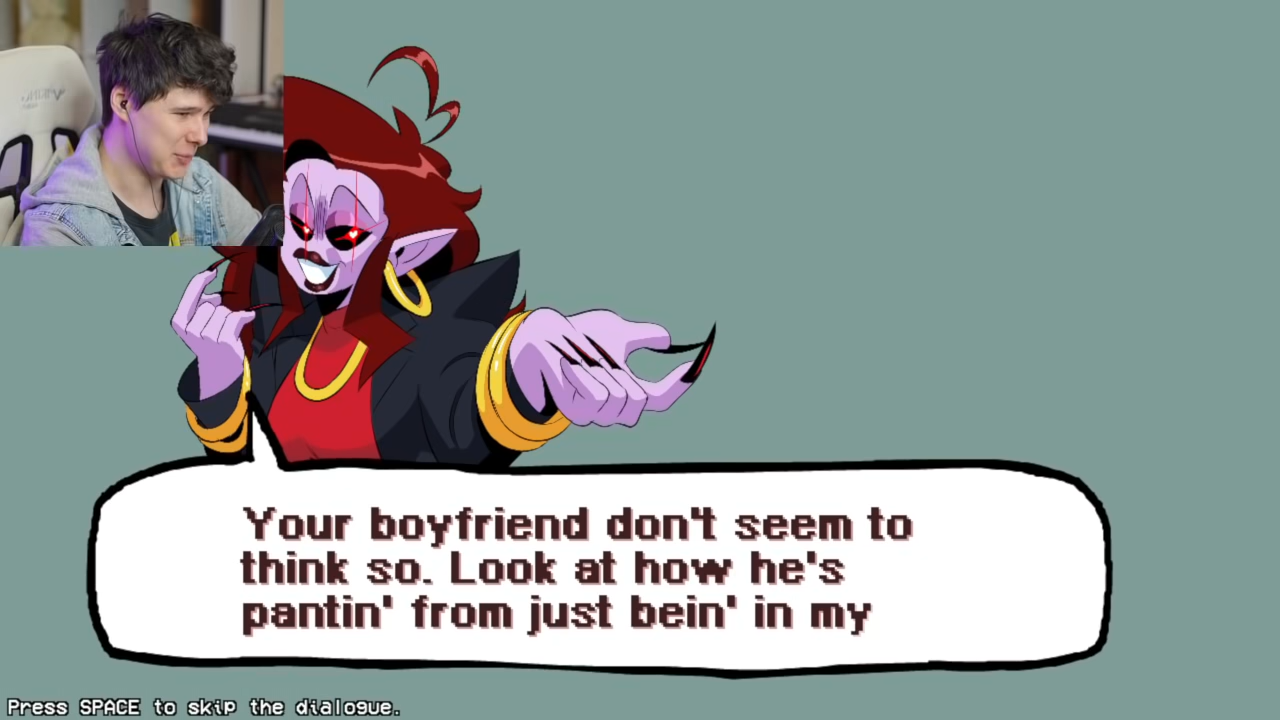 Your boyfriend don't seem to
think so. Look at how he's
pantin' from just bein' in my
Press SPACE to skip the dialogue.